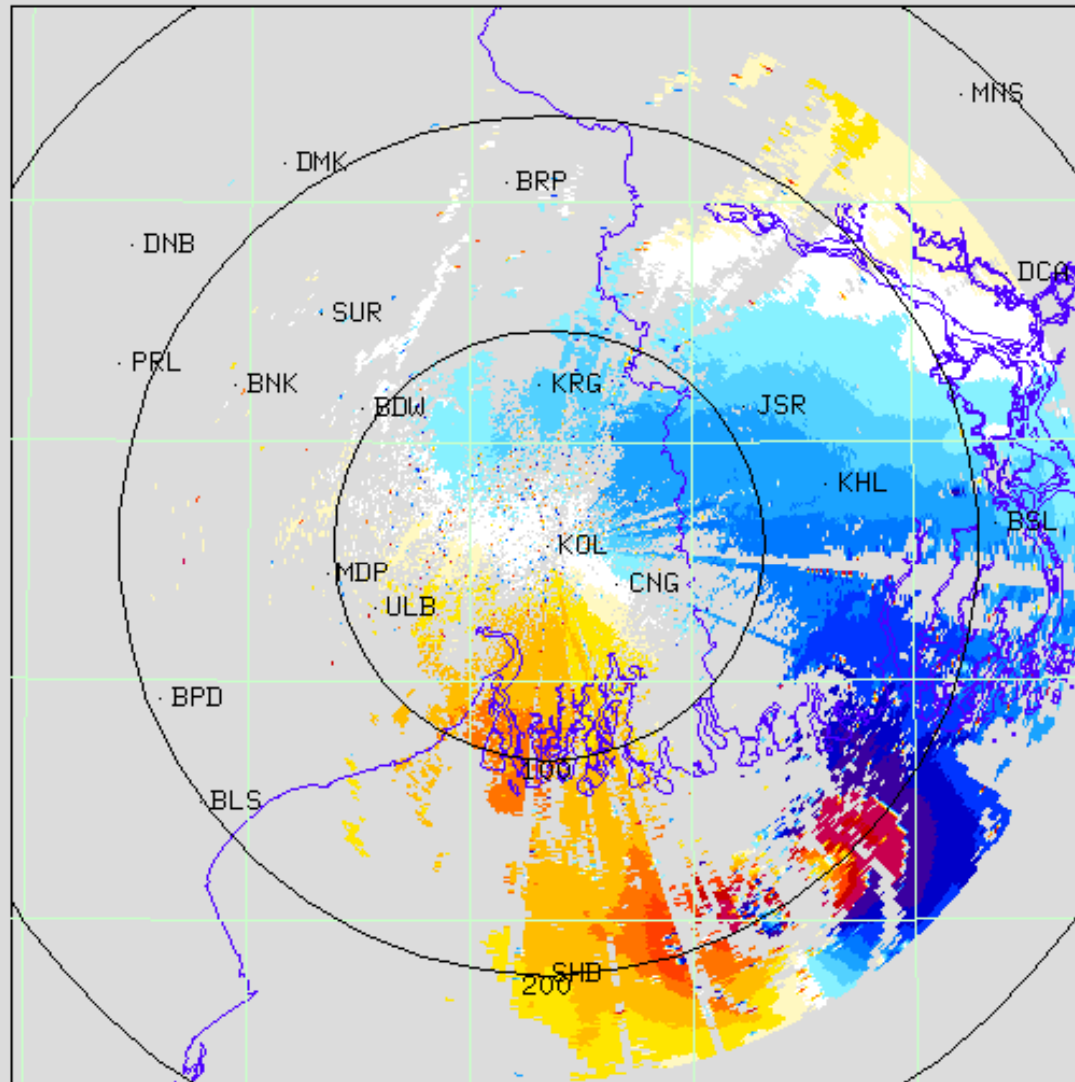 MNS
DMK
BRP
DNB
DCA
SUR
PRL
BNK
KRG
BDW
JSR
KHL
BSL
KOL
MDP
CNG
ULB
BPD
100
BLS
SHB
200